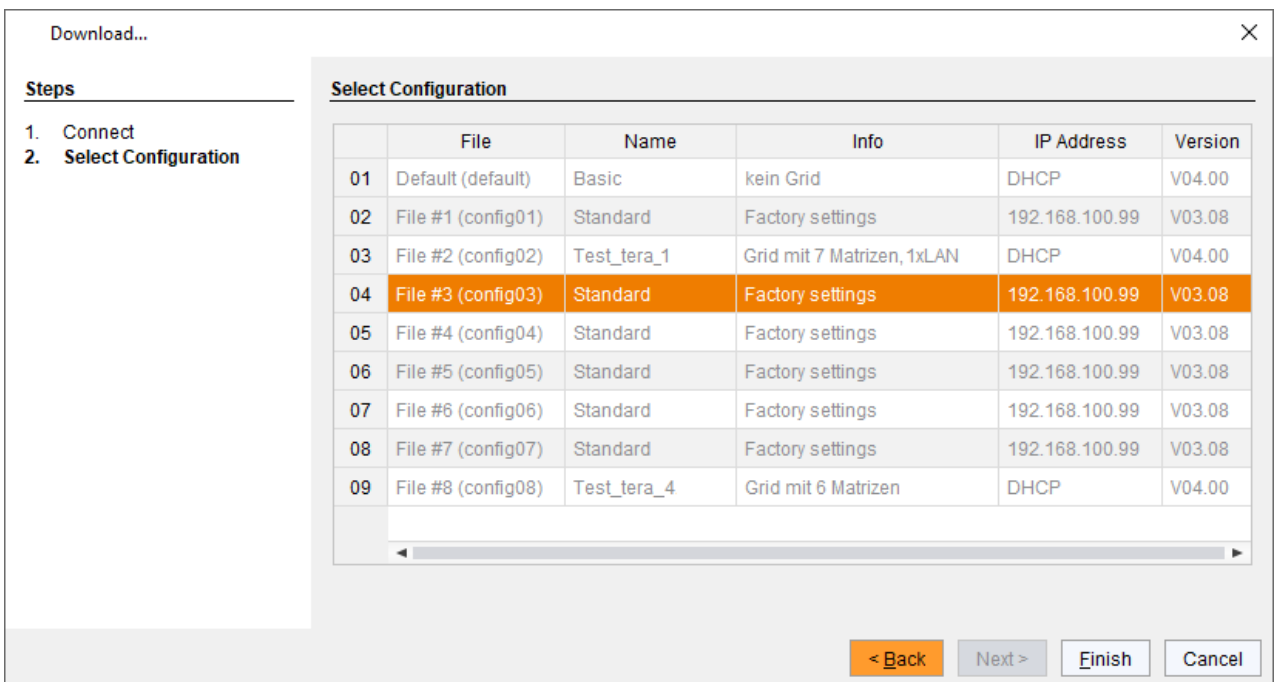 Download...
Steps
1. Connect
2. Select Configuration
Select Configuration
File Name Info IP Address Version
01 Default (default) Basic kein Grid DHCP V04.00
02 File #1 (config01) Standard Factory settings 192.168.100.99 V03.08
03 File #2 (config02) Test_tera_1 Grid mit 7 Matrizen, 1xLAN DHCP V04.00
04 File #3 (config03) Standard Factory settings 192.168.100.99 V03.08
05 File #4 (config04) Standard Factory settings 192.168.100.99 V03.08
06 File #5 (config05) Standard Factory settings 192.168.100.99 V03.08
07 File #6 (config06) Standard Factory settings 192.168.100.99 V03.08
08 File #7 (config07) Standard Factory settings 192.168.100.99 V03.08
09 File #8 (config08) Test_tera_4 Grid mit 6 Matrizen DHCP V04.00
< Back Next > Finish Cancel